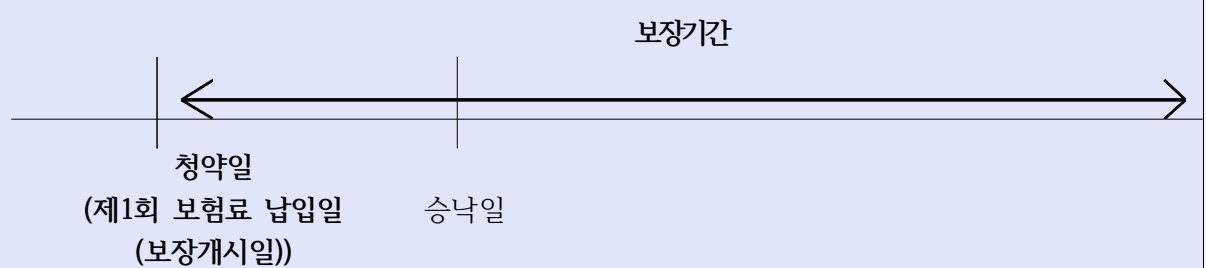 보장기간
청약일
(제1회 보험료 납입일
승낙일
(보장개시일))